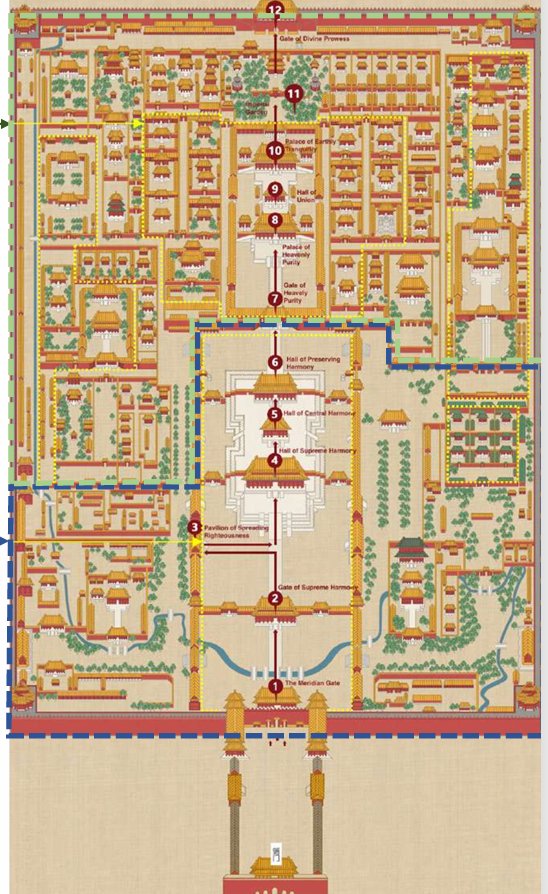 12
Gate of Divine Prowess
11
Imperial
Garden
10
Palace of Earthly
Tranquility
9
Hall of
Union
8
Palace of
Heavenly
Purity
7
Gate of
Heavenly
Purity
6
Hall of Preserving
Harmony
5
Hall of Central Harmony
4
Hall of Supreme Harmony
3
Pavilion of Spreading
Righteousness
2
Gate of Supreme Harmony
1
The Meridian Gate